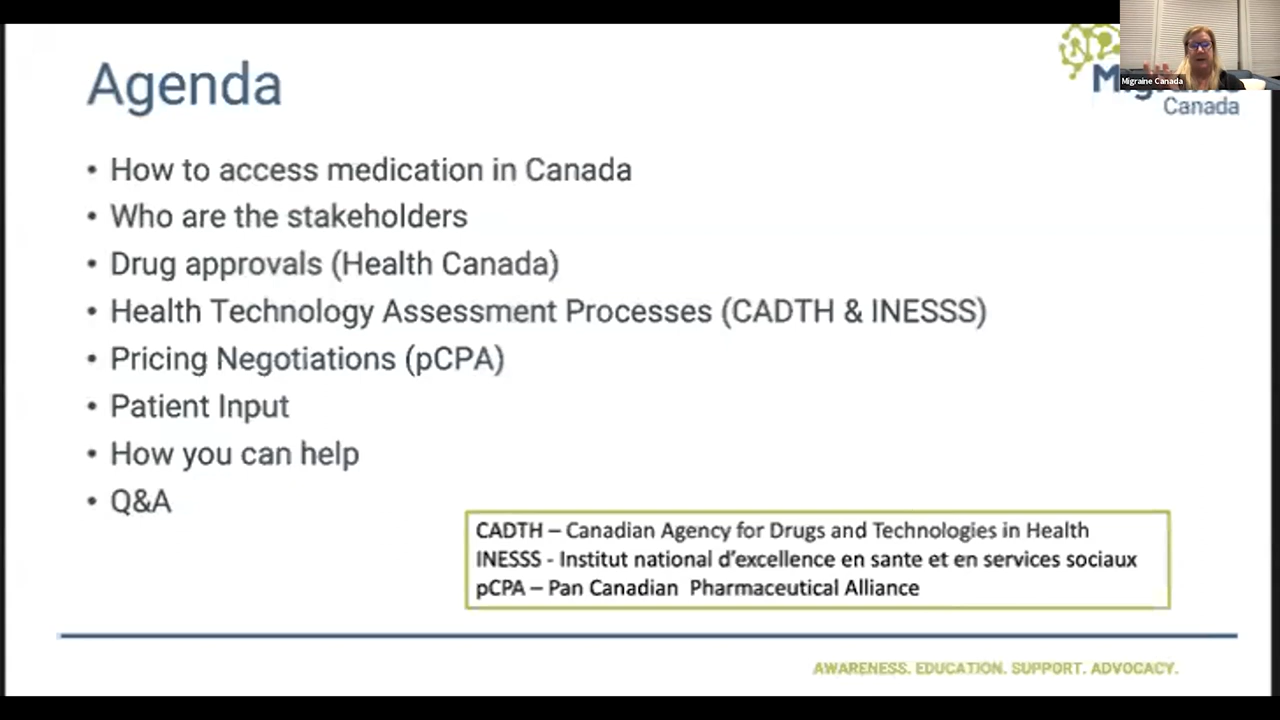 Agenda
Migraine Canada
Canada
• How to access medication in Canada
• Who are the stakeholders
• Drug approvals (Health Canada)
• Health Technology Assessment Processes (CADTH & INESSS)
• Pricing Negotiations (pCPA)
• Patient Input
• How you can help
• Q&A
CADTH – Canadian Agency for Drugs and Technologies in Health
INESSS - Institut national d'excellence en sante et en services sociaux
pCPA – Pan Canadian Pharmaceutical Alliance
AWARENESS. EDUCATION. SUPPORT. ADVOCACY.